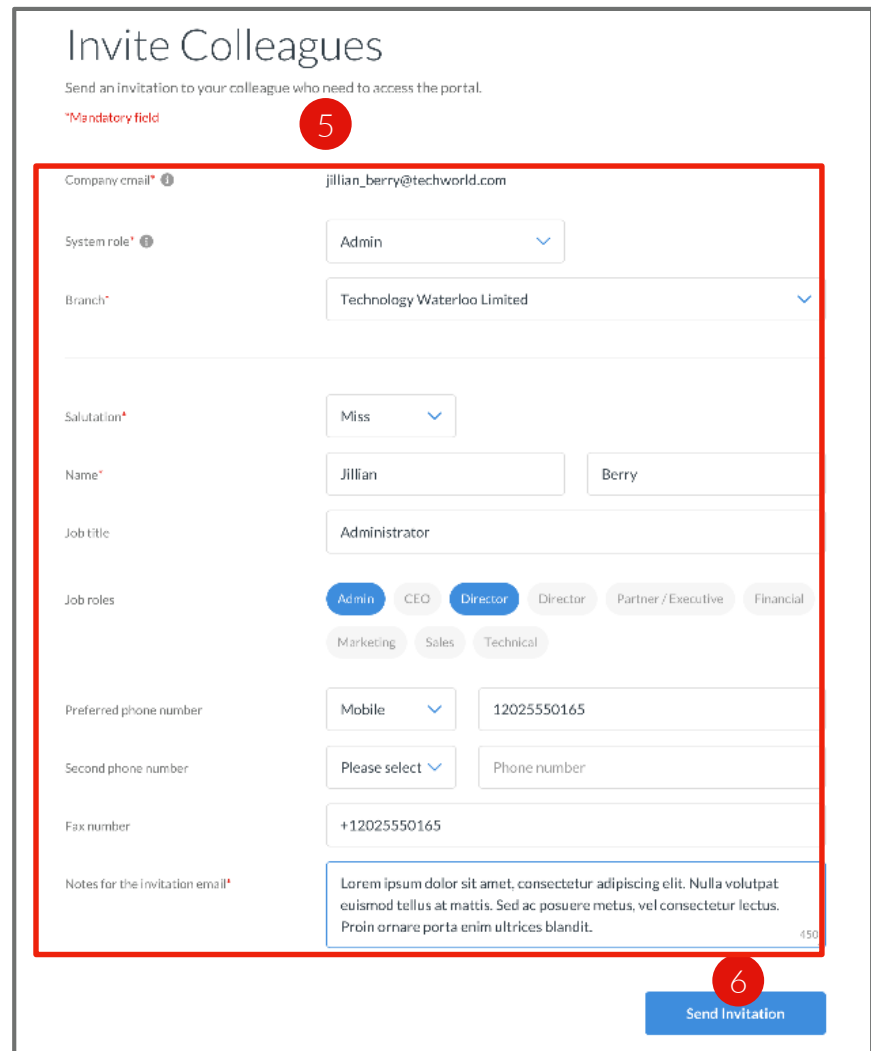 Invite Colleagues
Send an invitation to your colleague who need to access the portal.
*Mandatory field
5
Company email* i jillian_berry@techworld.com
System role* i Admin
Branch* Technology Waterloo Limited
Salutation* Miss
Name* Jillian Berry
Job title Administrator
Job roles Admin CEO Director Director Partner / Executive Financial
Marketing Sales Technical
Preferred phone number Mobile 12025550165
Second phone number Please select Phone number
Fax number +12025550165
Notes for the invitation email* Lorem ipsum dolor sit amet, consectetur adipiscing elit. Nulla volutpat
euismod tellus at mattis. Sed ac posuere metus, vel consectetur lectus.
Proin ornare porta enim ultrices blandit.
450
6
Send Invitation